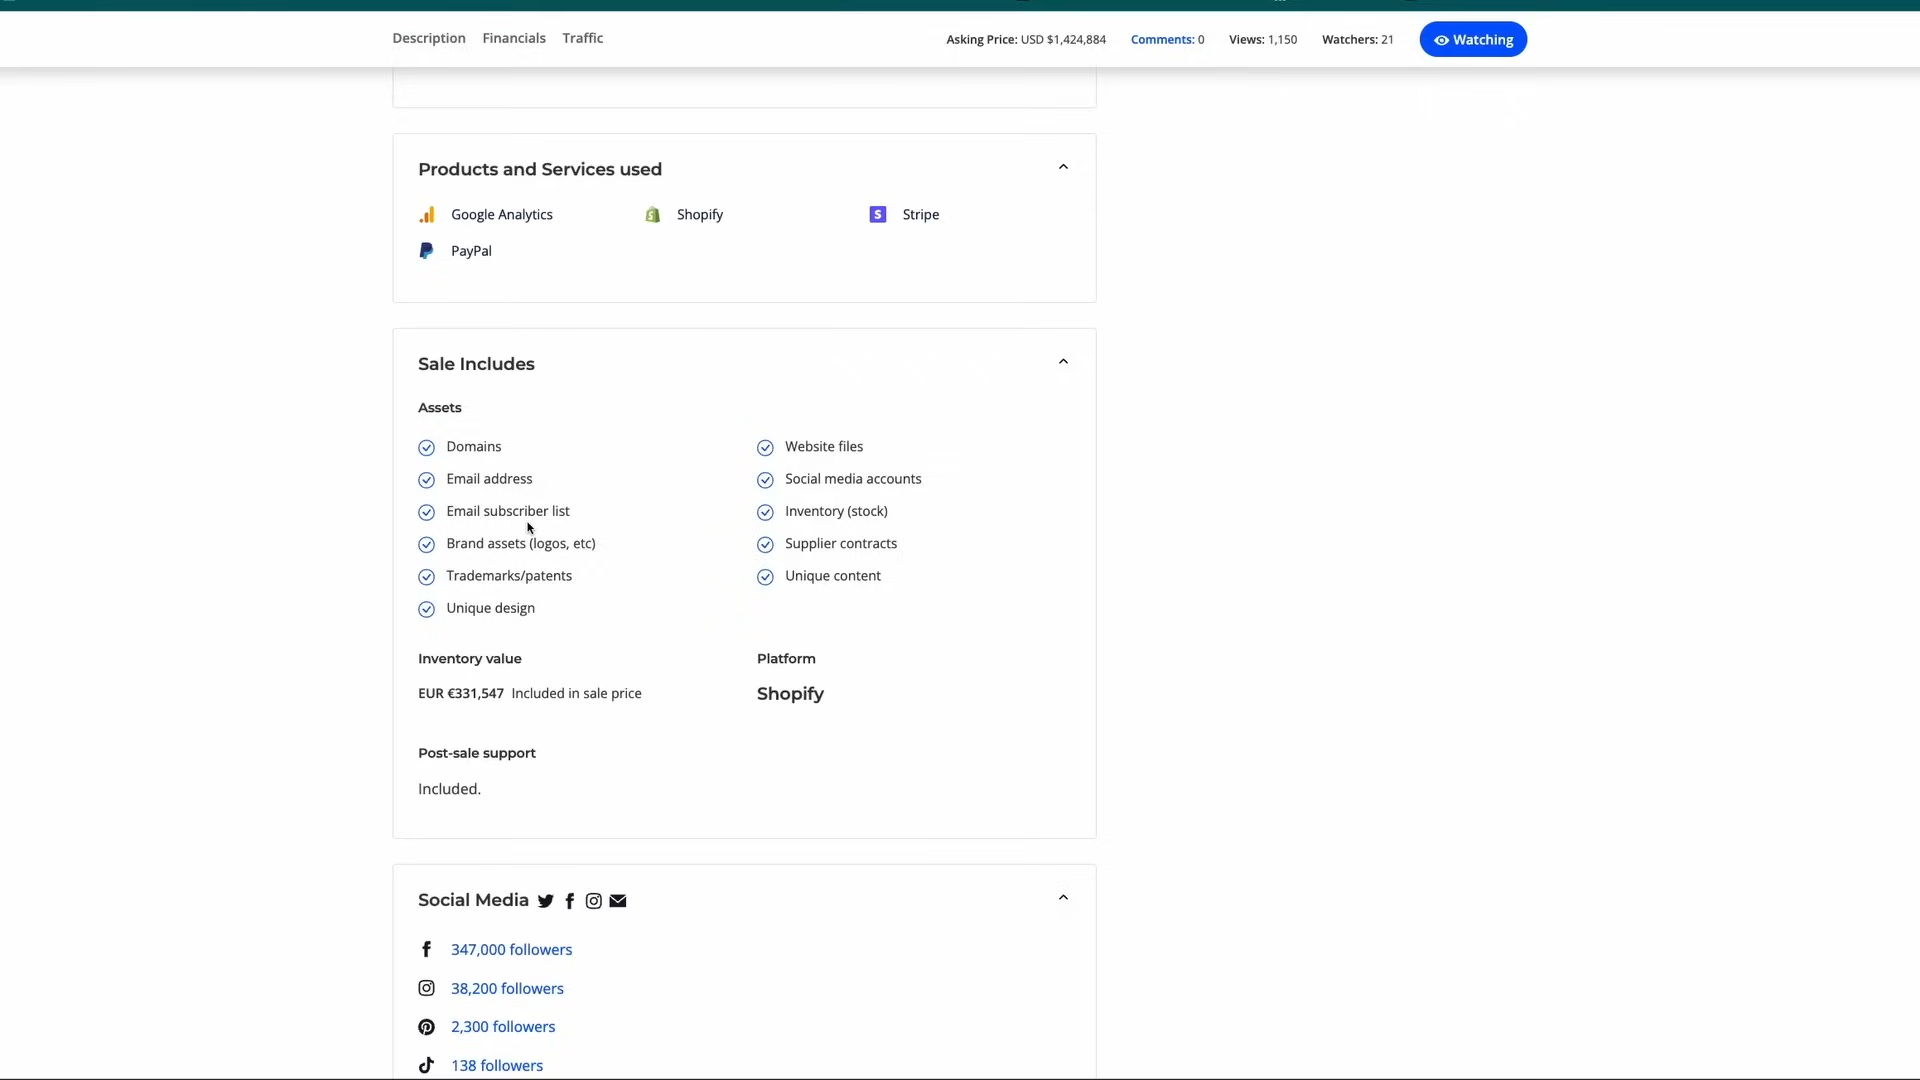 Description Financials Traffic Asking Price: USD $1,424,884 Comments: 0 Views: 1,150 Watchers: 21 Watching
Products and Services used
Google Analytics Shopify Stripe
PayPal
Sale Includes
Assets
Domains Website files
Email address Social media accounts
Email subscriber list Inventory (stock)
Brand assets (logos, etc) Supplier contracts
Trademarks/patents Unique content
Unique design
Inventory value Platform
EUR €331,547 Included in sale price Shopify
Post-sale support
Included.
Social Media
347,000 followers
38,200 followers
2,300 followers
138 followers